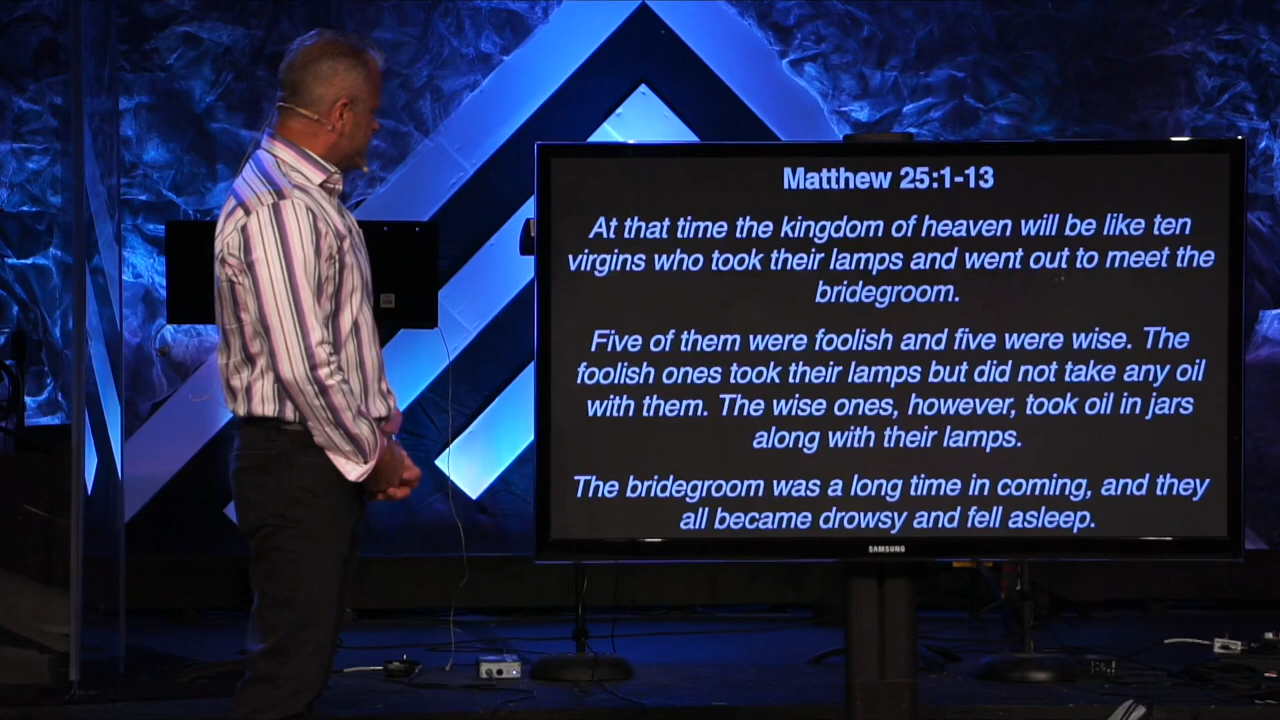 Matthew 25:1-13
At that time the kingdom of heaven will be like ten
virgins who took their lamps and went out to meet the
bridegroom.
Five of them were foolish and five were wise. The
foolish ones took their lamps but did not take any oil
with them. The wise ones, however, took oil in jars
along with their lamps.
The bridegroom was a long time in coming, and they
all became drowsy and fell asleep.
SAMSUNG